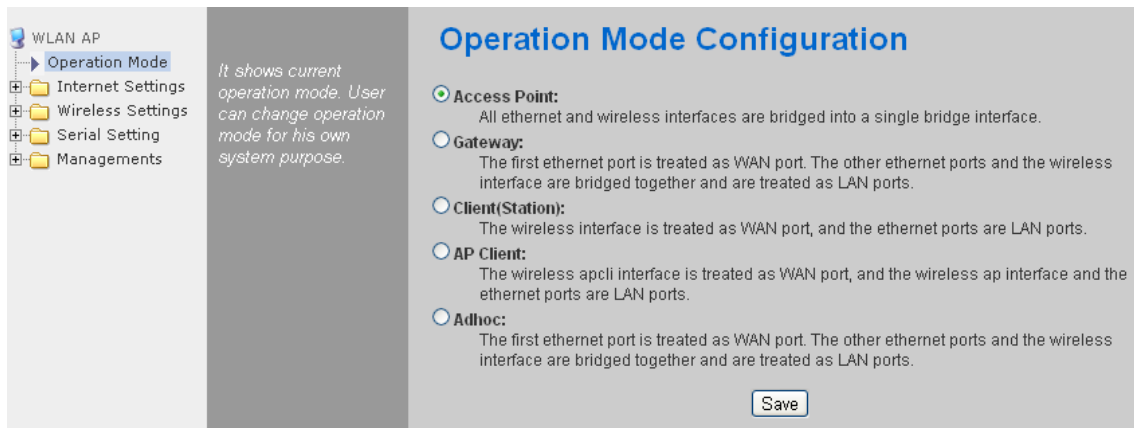 WLAN AP
Operation Mode
Internet Settings
Wireless Settings
Serial Setting
Managements
It shows current
operation mode. User
can change operation
mode for his own
system purpose.
Operation Mode Configuration
Access Point:
All ethernet and wireless interfaces are bridged into a single bridge interface.
Gateway:
The first ethernet port is treated as WAN port. The other ethernet ports and the wireless
interface are bridged together and are treated as LAN ports.
Client(Station):
The wireless interface is treated as WAN port, and the ethernet ports are LAN ports.
AP Client:
The wireless apcli interface is treated as WAN port, and the wireless ap interface and the
ethernet ports are LAN ports.
Adhoc:
The first ethernet port is treated as WAN port. The other ethernet ports and the wireless
interface are bridged together and are treated as LAN ports.
Save